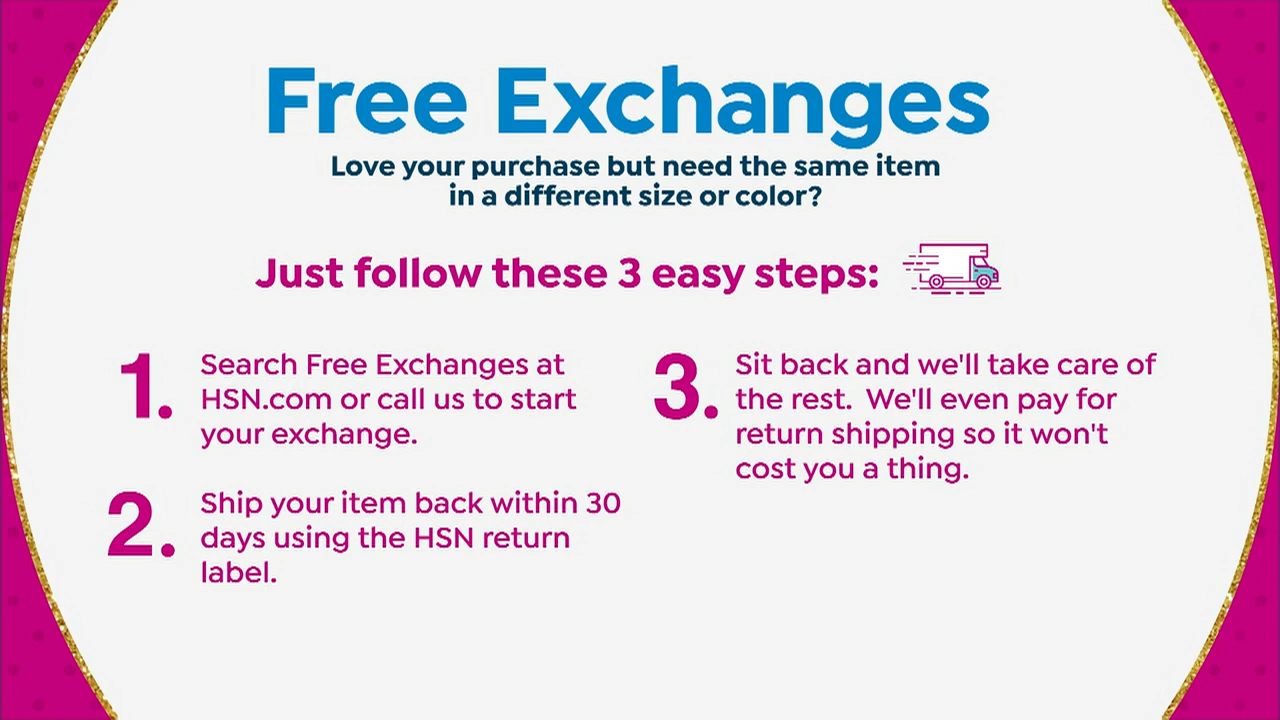 Free Exchanges
Love your purchase but need the same item
in a different size or color?
Just follow these 3 easy steps:
1. Search Free Exchanges at
HSN.com or call us to start
your exchange.
2. Ship your item back within 30
days using the HSN return
label.
3. Sit back and we'll take care of
the rest.  We'll even pay for
return shipping so it won't
cost you a thing.